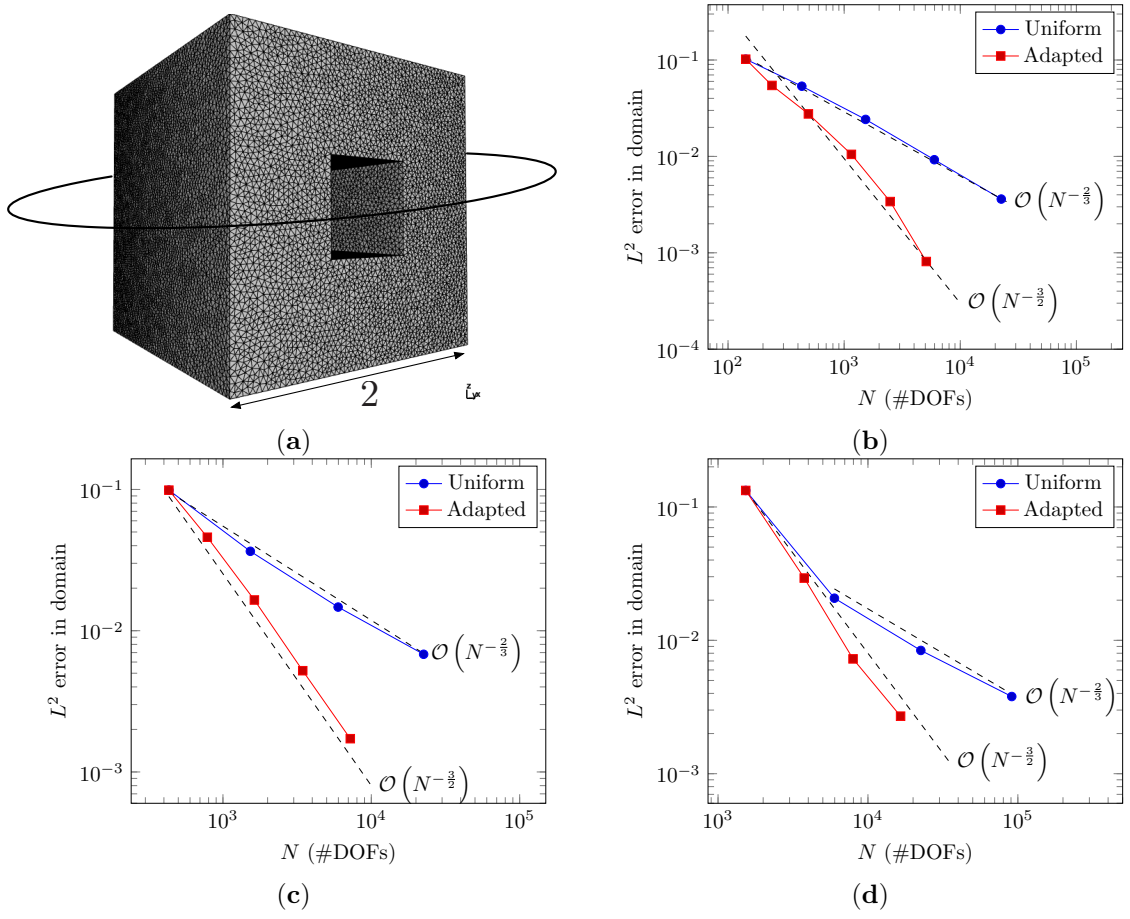 2
z
yx
(a)
10^{-1}
10^{-2}
10^{-3}
10^{-4}
10^2
10^3
10^4
10^5
L^2 error in domain
N (#DOFs)
Uniform
Adapted
O(N^{-2/3})
O(N^{-3/2})
(b)
10^{-1}
10^{-2}
10^{-3}
10^3
10^4
10^5
L^2 error in domain
N (#DOFs)
Uniform
Adapted
O(N^{-2/3})
O(N^{-3/2})
(c)
10^{-1}
10^{-2}
10^{-3}
10^3
10^4
10^5
L^2 error in domain
N (#DOFs)
Uniform
Adapted
O(N^{-2/3})
O(N^{-3/2})
(d)